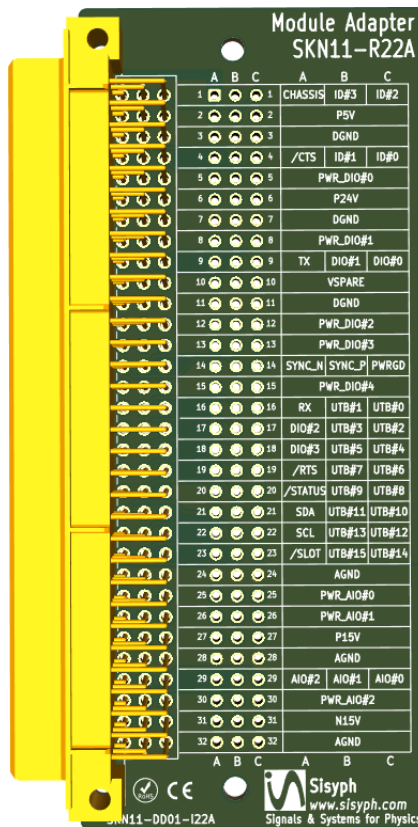 Module Adapter
SKN11-R22A
A B C A B C
1 1 CHASSIS ID#3 ID#2
2 2 P5V
3 3 DGND
4 4 /CTS ID#1 ID#0
5 5 PWR_DIO#0
6 6 P24V
7 7 DGND
8 8 PWR_DIO#1
9 9 TX DIO#1 DIO#0
10 10 VSPARE
11 11 DGND
12 12 PWR_DIO#2
13 13 PWR_DIO#3
14 14 SYNC_N SYNC_P PWRGD
15 15 PWR_DIO#4
16 16 RX UTB#1 UTB#0
17 17 DIO#2 UTB#3 UTB#2
18 18 DIO#3 UTB#5 UTB#4
19 19 /RTS UTB#7 UTB#6
20 20 /STATUS UTB#9 UTB#8
21 21 SDA UTB#11 UTB#10
22 22 SCL UTB#13 UTB#12
23 23 /SLOT UTB#15 UTB#14
24 24 AGND
25 25 PWR_AIO#0
26 26 PWR_AIO#1
27 27 P15V
28 28 AGND
29 29 AIO#2 AIO#1 AIO#0
30 30 PWR_AIO#2
31 31 N15V
32 32 AGND
A B C A B C
RoHS CE
Sisyph
www.sisyph.com
SKN11-DD01-I22A
Signals & Systems for Physics